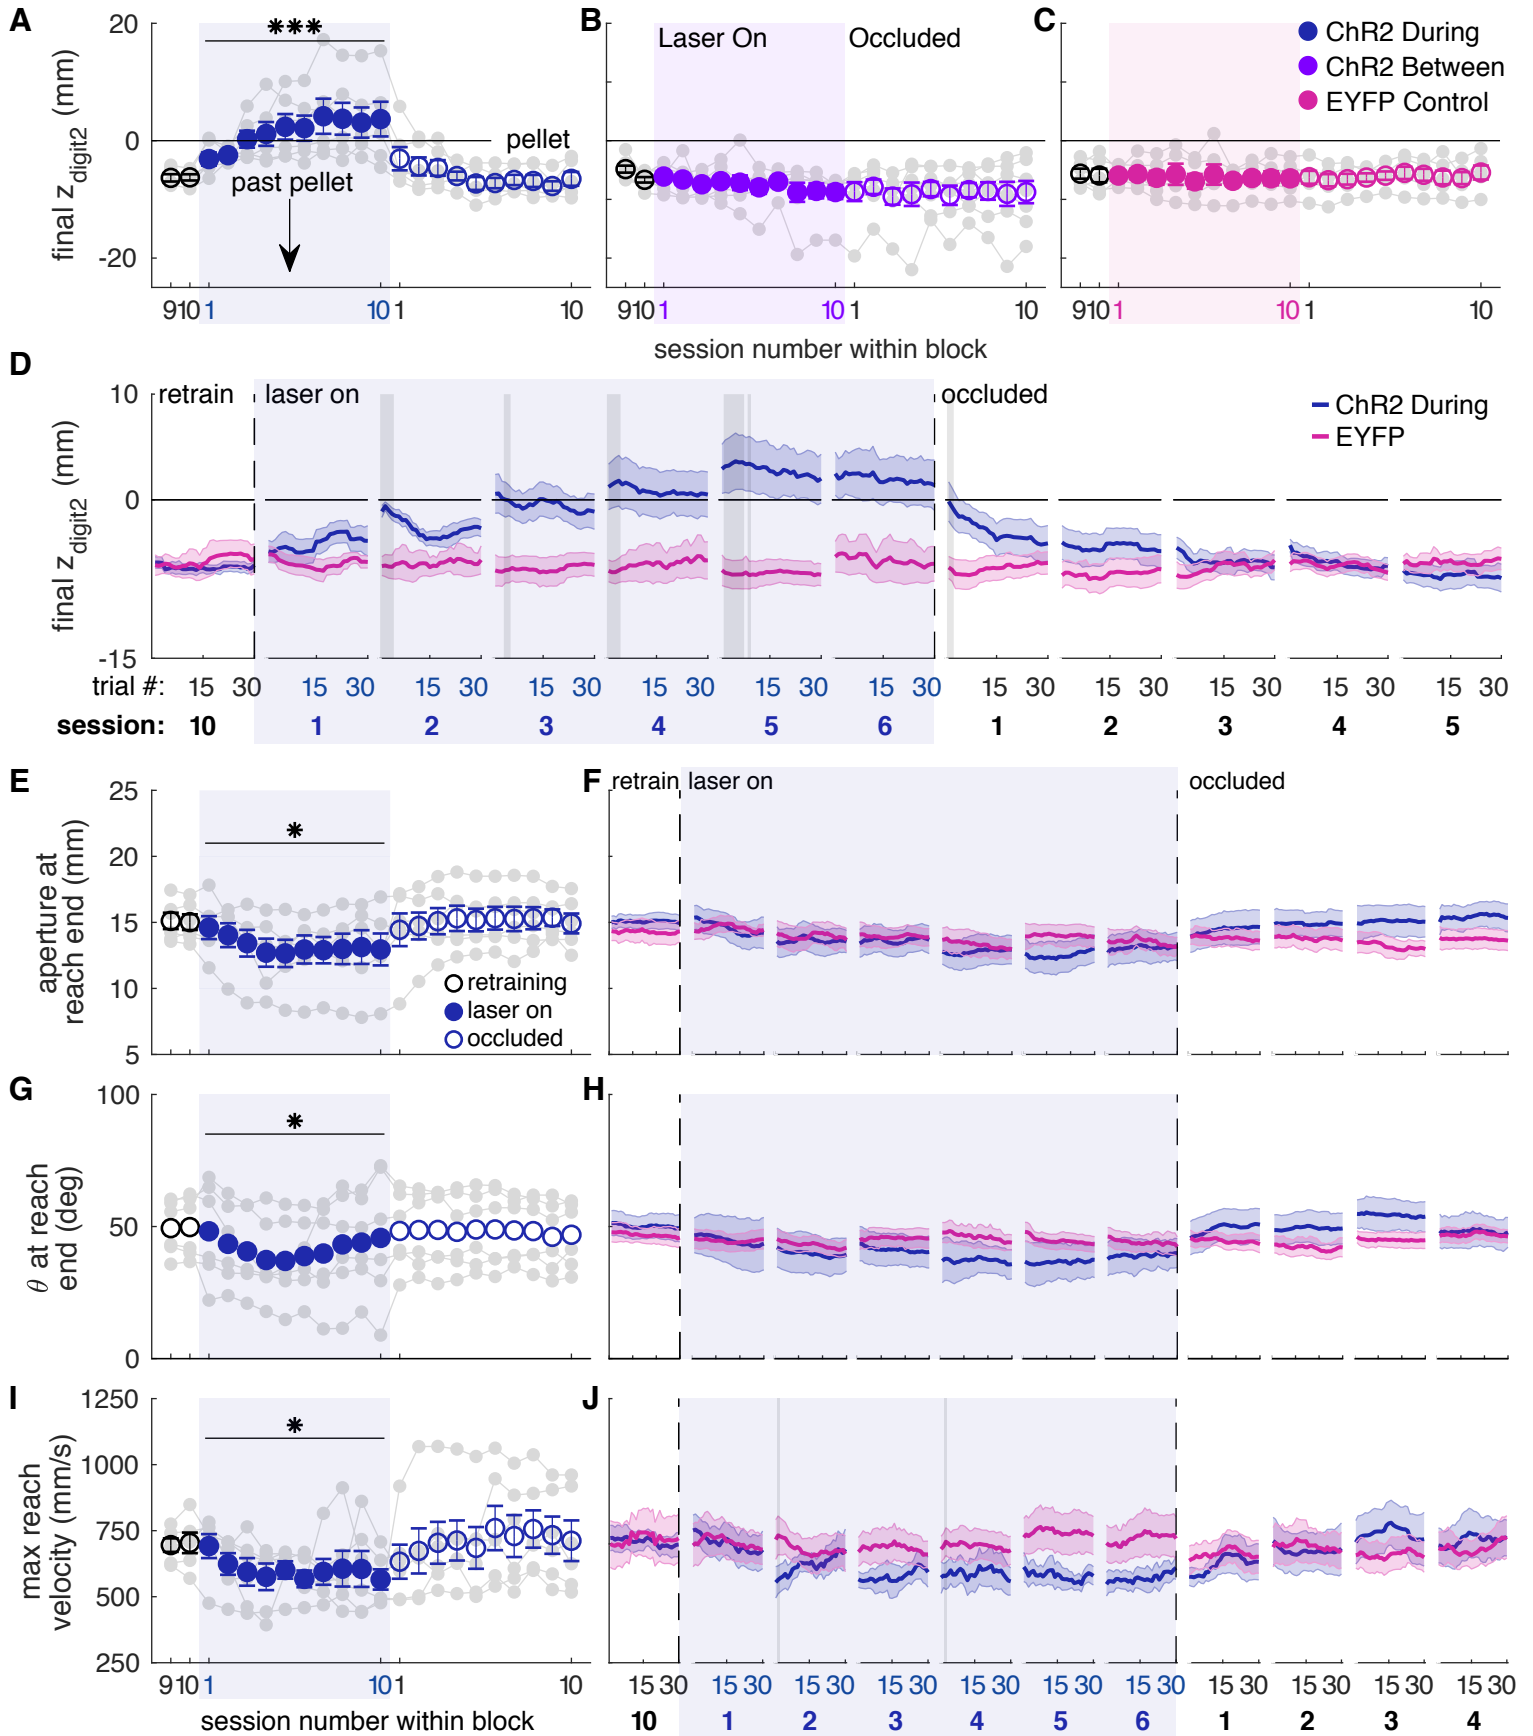 A
20
0
-20
final z digit2 (mm)
***
pellet
past pellet
9 10 1 10 1 10
B
Laser On
Occluded
9 10 1 10 1 10
session number within block
C
ChR2 During
ChR2 Between
EYFP Control
9 10 1 10 1 10
D
10
0
-15
final z digit2 (mm)
retrain
laser on
occluded
ChR2 During
EYFP
trial #: 15 30 15 30 15 30 15 30 15 30 15 30 15 30 15 30 15 30 15 30 15 30 15 30
session: 10 1 2 3 4 5 6 1 2 3 4 5
E
25
20
15
10
5
aperture at
reach end (mm)
*
retraining
laser on
occluded
F
retrain
laser on
occluded
G
100
50
0
θ at reach
end (deg)
*
H
I
1250
1000
750
500
250
max reach
velocity (mm/s)
*
9 10 1 10 1 10
session number within block
J
15 30 15 30 15 30 15 30 15 30 15 30 15 30 15 30 15 30 15 30 15 30
10 1 2 3 4 5 6 1 2 3 4